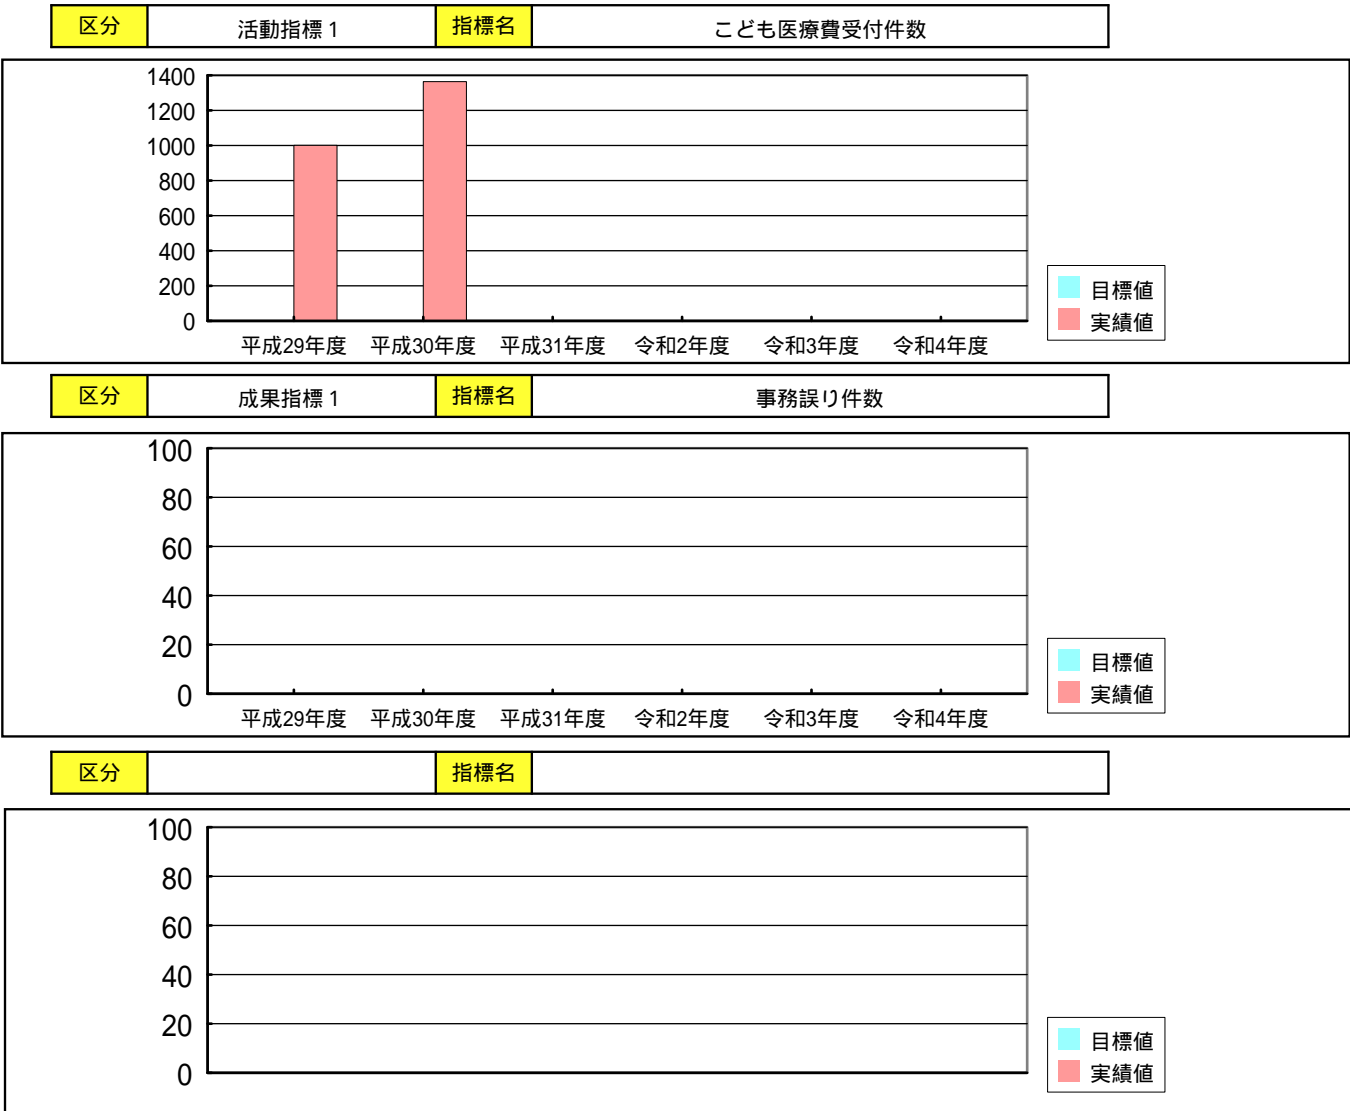 区分 活動指標１ 指標名 こども医療費受付件数
1400
1200
1000
800
600
400
200
0
平成29年度 平成30年度 平成31年度 令和2年度 令和3年度 令和4年度
目標値
実績値
区分 成果指標１ 指標名 事務誤り件数
100
80
60
40
20
0
平成29年度 平成30年度 平成31年度 令和2年度 令和3年度 令和4年度
目標値
実績値
区分 指標名
100
80
60
40
20
0
目標値
実績値